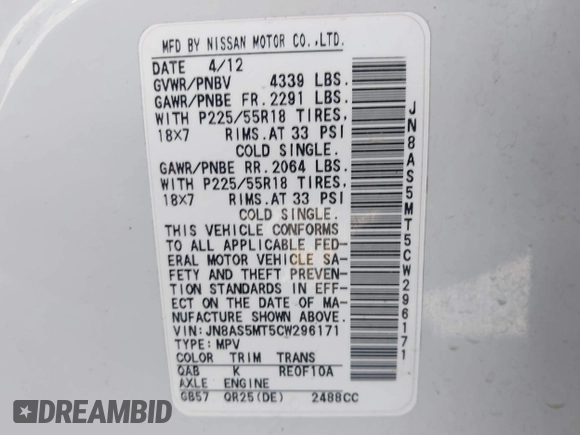 MFD BY NISSAN MOTOR CO.,LTD.
DATE 4/12
GVWR/PNBV 4339 LBS.
GAWR/PNBE FR. 2291 LBS.
WITH P225/55R18 TIRES,
18X7 RIMS. AT 33 PSI
COLD SINGLE.
GAWR/PNBE RR. 2064 LBS.
WITH P225/55R18 TIRES,
18X7 RIMS. AT 33 PSI
COLD SINGLE.
THIS VEHICLE CONFORMS
TO ALL APPLICABLE FED-
ERAL MOTOR VEHICLE SA-
FETY AND THEFT PREVEN-
TION STANDARDS IN EFF-
ECT ON THE DATE OF MA-
NUFACTURE SHOWN ABOVE.
VIN: JN8AS5MT5CW296171
TYPE: MPV
COLOR TRIM TRANS
QAB K RE0F10A
AXLE ENGINE
GB57 QR25(DE) 2488CC
JN8AS5MT5CW296171
AUTOBIDMASTER